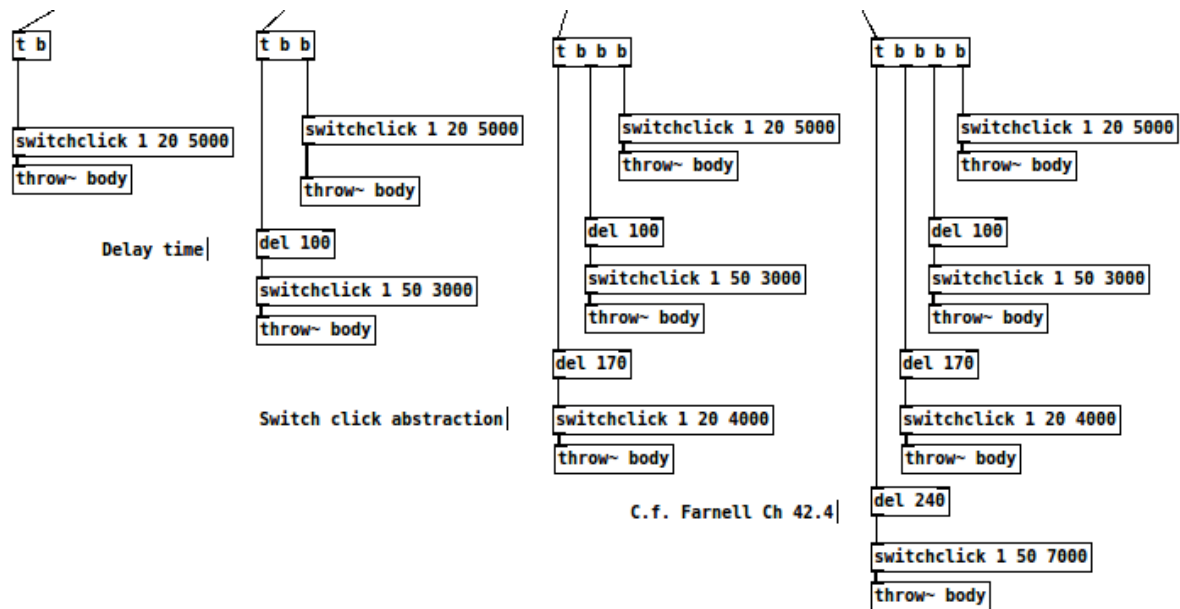 t b
switchclick 1 20 5000
throw~ body
Delay time
t b b
switchclick 1 20 5000
throw~ body
del 100
switchclick 1 50 3000
throw~ body
Switch click abstraction
t b b b
switchclick 1 20 5000
throw~ body
del 100
switchclick 1 50 3000
throw~ body
del 170
switchclick 1 20 4000
throw~ body
C.f. Farnell Ch 42.4
t b b b b
switchclick 1 20 5000
throw~ body
del 100
switchclick 1 50 3000
throw~ body
del 170
switchclick 1 20 4000
throw~ body
del 240
switchclick 1 50 7000
throw~ body